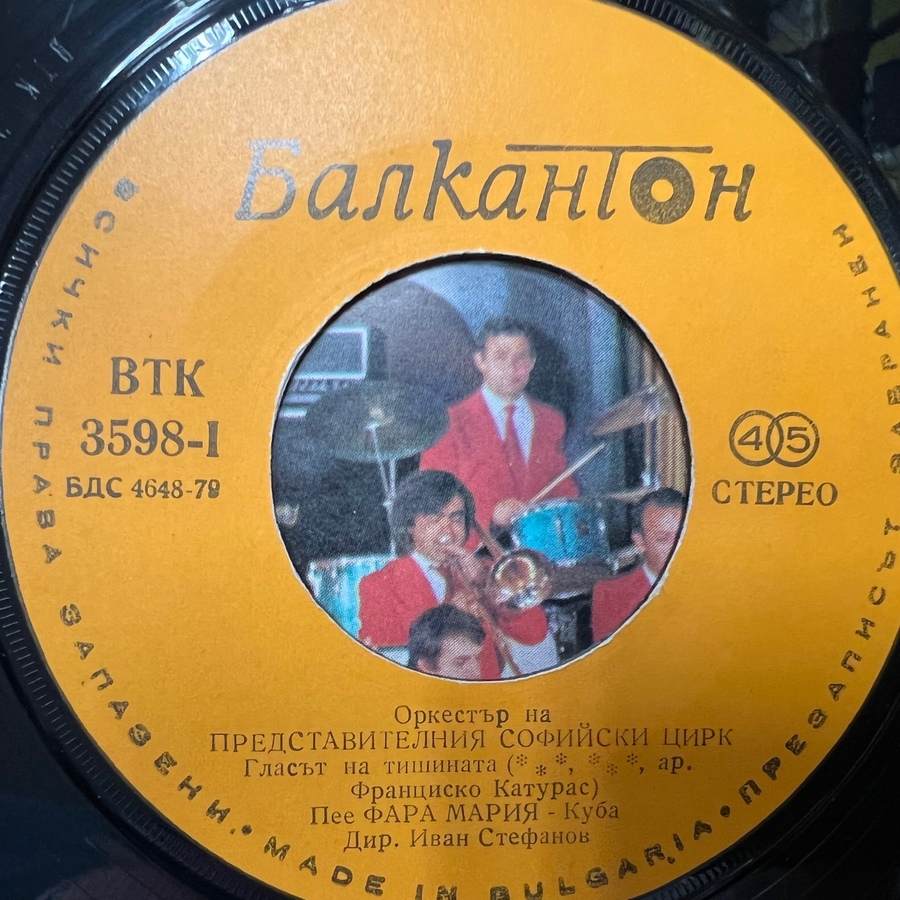 БалканТон
ВСИЧКИ ПРАВА ЗАПАЗЕНИ • MADE IN BULGARIA • ПРЕЗАПИСЪТ ЗАБРАНЕН
ВТК
3598-I
БДС 4648-79
45
СТЕРЕО
Оркестър на
ПРЕДСТАВИТЕЛНИЯ СОФИЙСКИ ЦИРК
Гласът на тишината (***, ***, ар.
Франциско Катурас)
Пее ФАРА МАРИЯ - Куба
Дир. Иван Стефанов